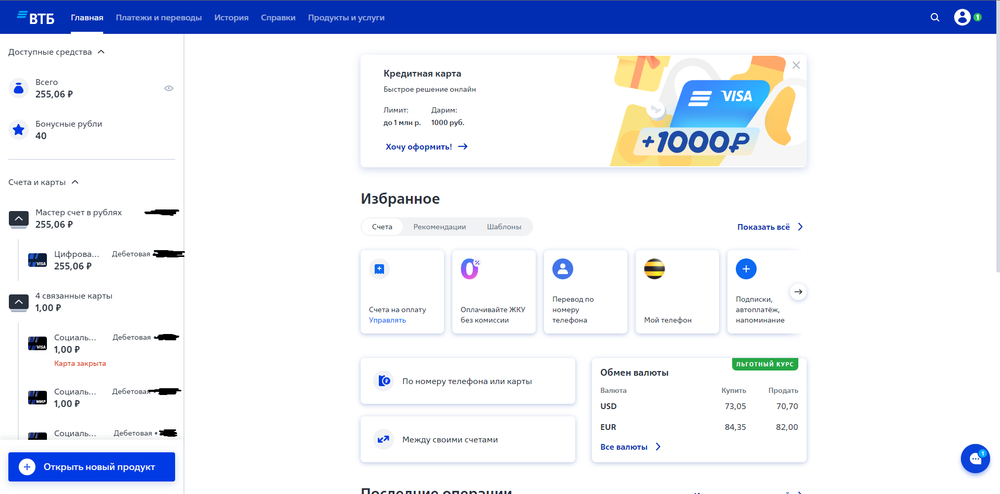 ВТБ
Главная Платежи и переводы История Справки Продукты и услуги
1
Доступные средства
Всего
255,06 ₽
Бонусные рубли
40
Счета и карты
Мастер счет в рублях
255,06 ₽
Цифрова... Дебетовая
255,06 ₽
VISA
4 связанные карты
1,00 ₽
Социаль... Дебетовая •
1,00 ₽
VISA
Карта закрыта
Социаль... Дебетовая •
1,00 ₽
МИР
Социаль... Дебетовая •
Открыть новый продукт
Кредитная карта
Быстрое решение онлайн
Лимит: Дарим:
до 1 млн р. 1000 руб.
Хочу оформить!
VISA
+1000₽
Избранное
Счета Рекомендации Шаблоны
Показать всё
Счета на оплату
Управлять
0%
Оплачивайте ЖКУ
без комиссии
Перевод по
номеру
телефона
Мой телефон
Подписки,
автоплатёж,
напоминание
По номеру телефона или карты
Между своими счетами
ЛЬГОТНЫЙ КУРС
Обмен валюты
Валюта Купить Продать
USD 73,05 70,70
EUR 84,35 82,00
Все валюты
1
Последние операции